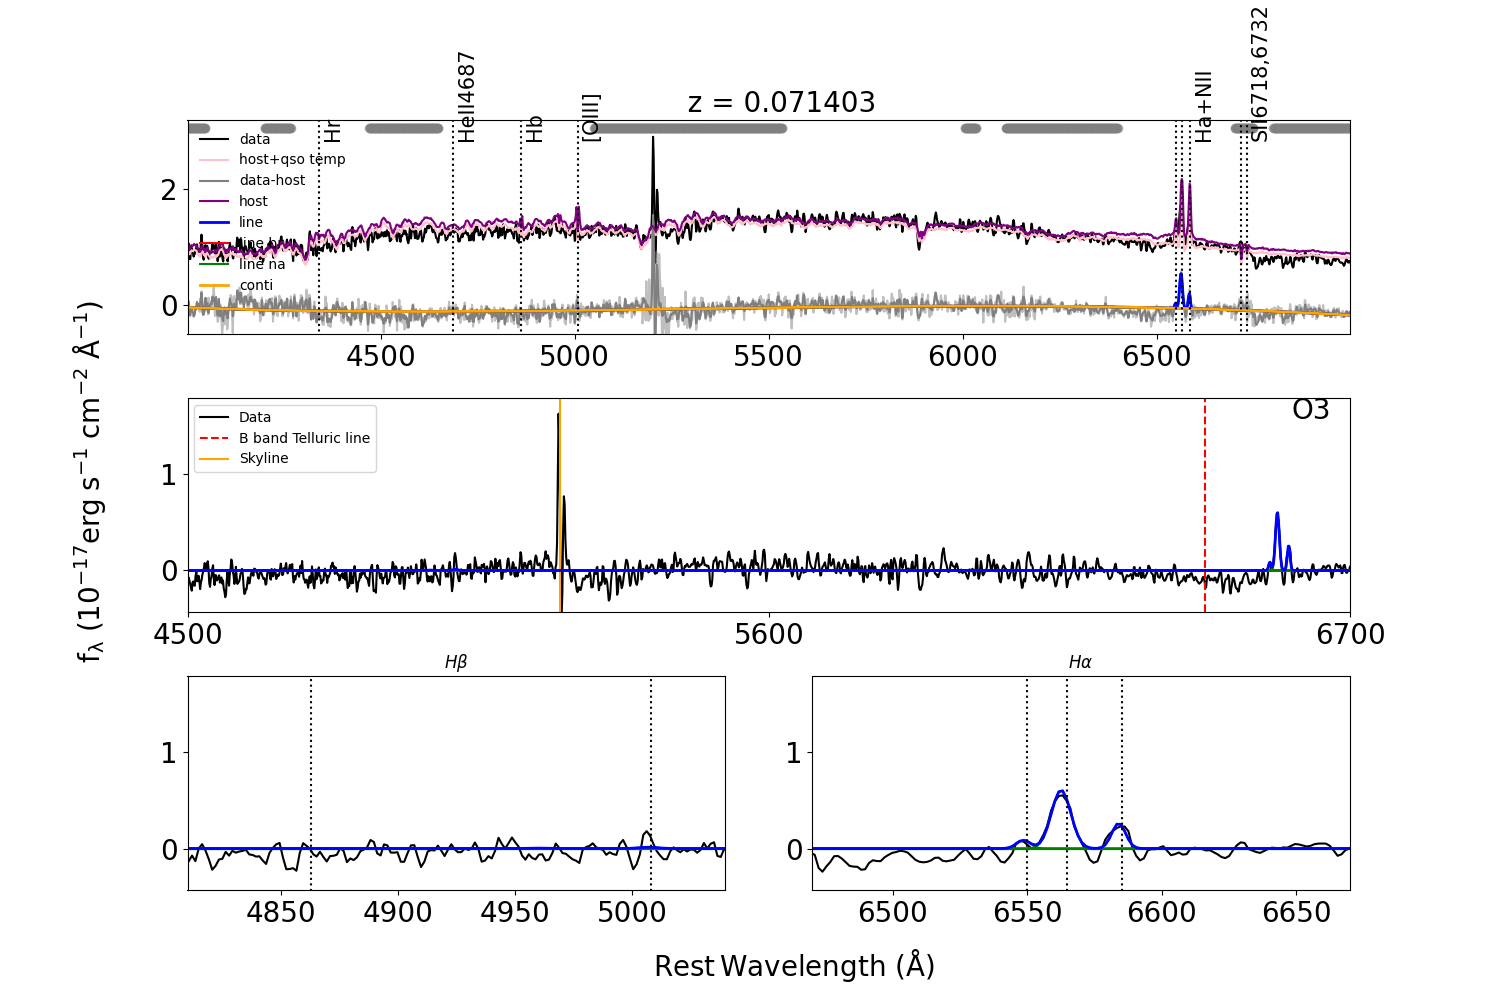 z = 0.071403
Hr
HeII4687
Hb
[OIII]
Ha+NII
SII6718,6732
data
host+qso temp
data-host
host
line
line br
line na
conti
2
0
4500
5000
5500
6000
6500
fλ (10⁻¹⁷erg s⁻¹ cm⁻² Å⁻¹)
O3
Data
B band Telluric line
Skyline
1
0
4500
5600
6700
Hβ
1
0
4850
4900
4950
5000
Hα
1
0
6500
6550
6600
6650
Rest Wavelength (Å)